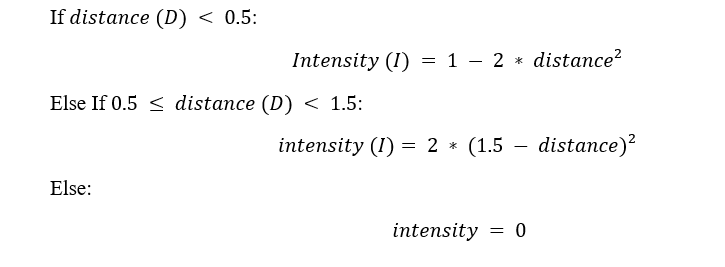 If distance (D) < 0.5:
Intensity (I) = 1 − 2 ∗ distance²
Else If 0.5 ≤ distance (D) < 1.5:
intensity (I) = 2 ∗ (1.5 − distance)²
Else:
intensity = 0